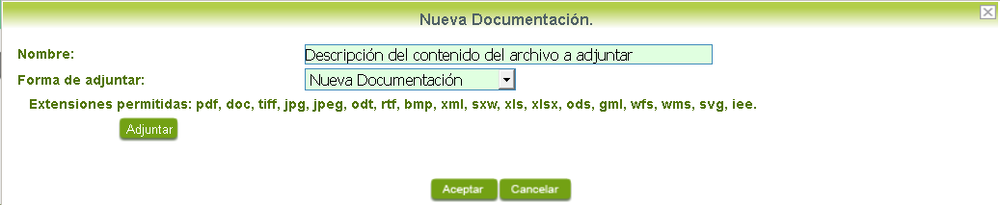 Nueva Documentación.
Nombre: Descripción del contenido del archivo a adjuntar
Forma de adjuntar: Nueva Documentación
Extensiones permitidas: pdf, doc, tiff, jpg, jpeg, odt, rtf, bmp, xml, sxw, xls, xlsx, ods, gml, wfs, wms, svg, iee.
Adjuntar
Aceptar Cancelar